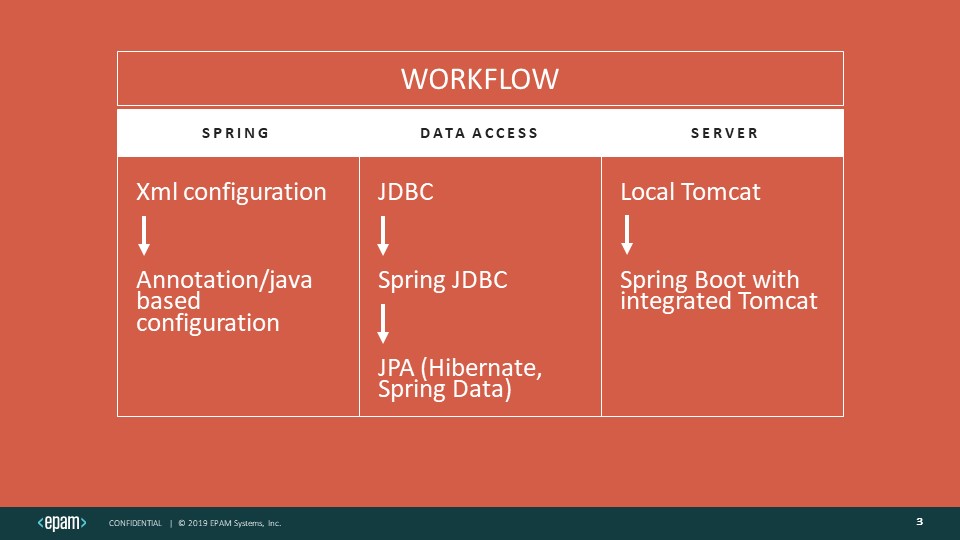 WORKFLOW
SPRING
DATA ACCESS
SERVER
Xml configuration
Annotation/java
based
configuration
JDBC
Spring JDBC
JPA (Hibernate,
Spring Data)
Local Tomcat
Spring Boot with
integrated Tomcat
<epam>
CONFIDENTIAL | © 2019 EPAM Systems, Inc.
3